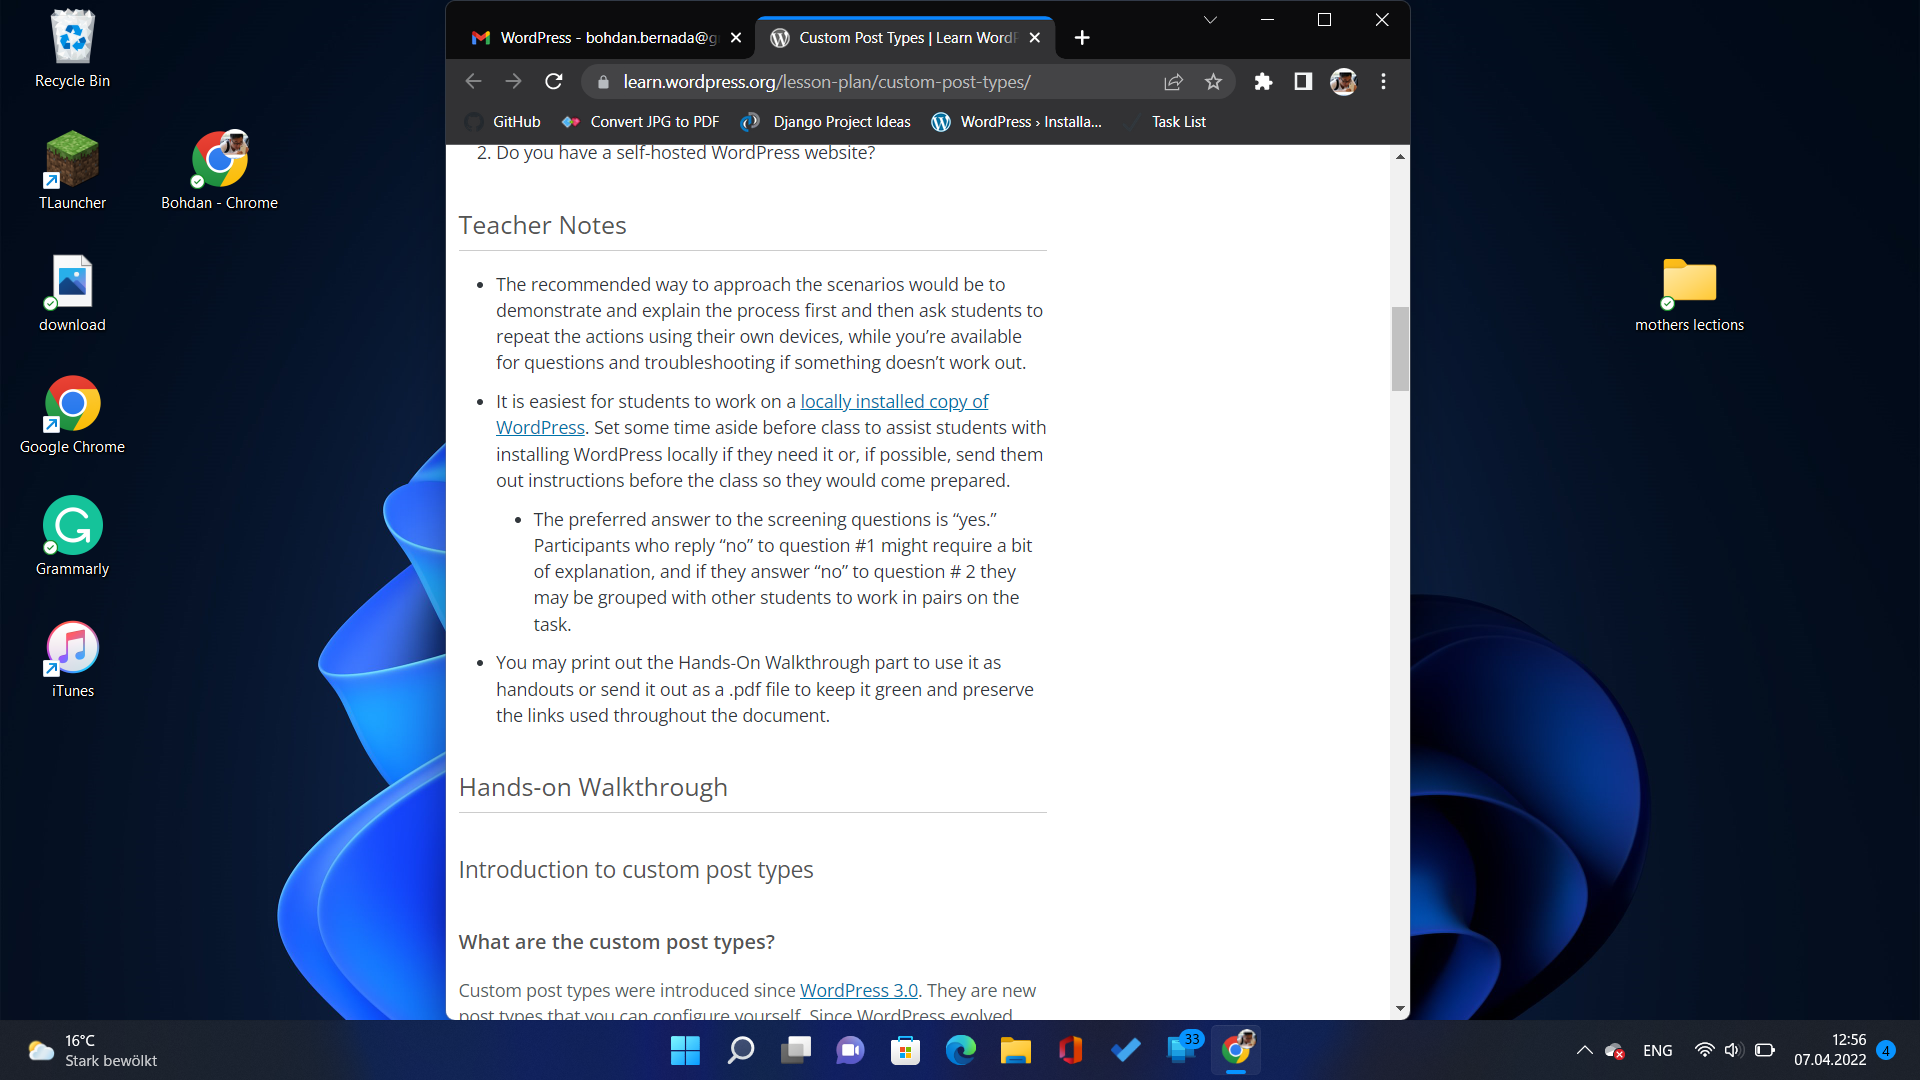 Recycle Bin
TLauncher
Bohdan - Chrome
download
Google Chrome
Grammarly
iTunes
mothers lections
WordPress - bohdan.bernada@g
Custom Post Types | Learn WordP
learn.wordpress.org/lesson-plan/custom-post-types/
GitHub
Convert JPG to PDF
Django Project Ideas
WordPress › Installa...
Task List
2. Do you have a self-hosted WordPress website?
Teacher Notes
• The recommended way to approach the scenarios would be to
demonstrate and explain the process first and then ask students to
repeat the actions using their own devices, while you’re available
for questions and troubleshooting if something doesn’t work out.
• It is easiest for students to work on a locally installed copy of
WordPress. Set some time aside before class to assist students with
installing WordPress locally if they need it or, if possible, send them
out instructions before the class so they would come prepared.
• The preferred answer to the screening questions is “yes.”
Participants who reply “no” to question #1 might require a bit
of explanation, and if they answer “no” to question # 2 they
may be grouped with other students to work in pairs on the
task.
• You may print out the Hands-On Walkthrough part to use it as
handouts or send it out as a .pdf file to keep it green and preserve
the links used throughout the document.
Hands-on Walkthrough
Introduction to custom post types
What are the custom post types?
Custom post types were introduced since WordPress 3.0. They are new
post types that you can configure yourself. Since WordPress evolved
16°C
Stark bewölkt
33
ENG
12:56
07.04.2022
4